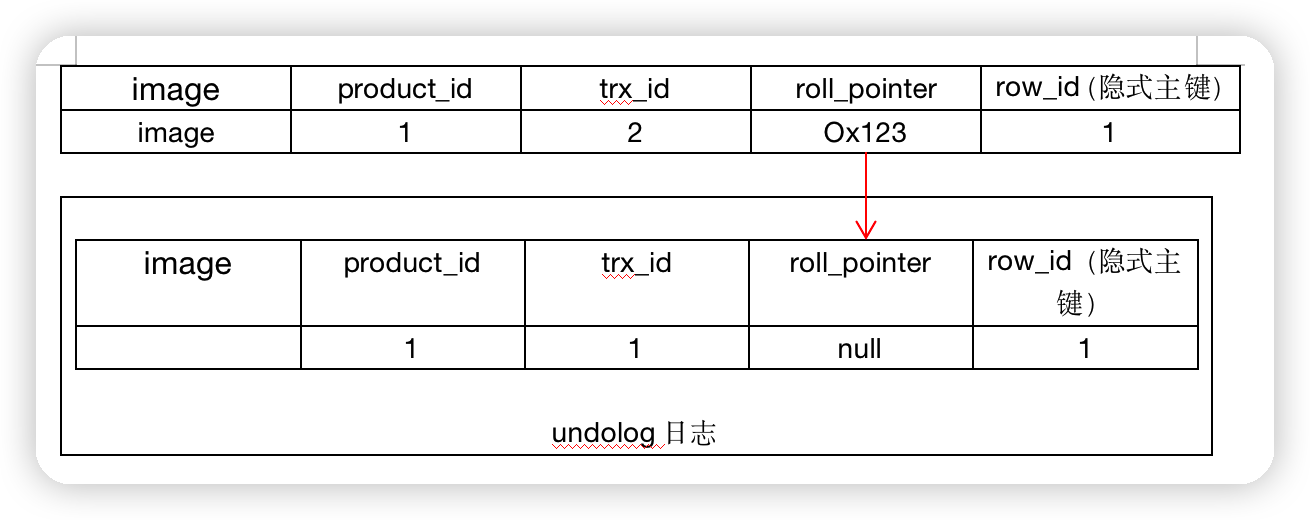 image product_id trx_id roll_pointer row_id (隐式主键)
image 1 2 Ox123 1
image product_id trx_id roll_pointer row_id（隐式主
键）
1 1 null 1
undolog 日志